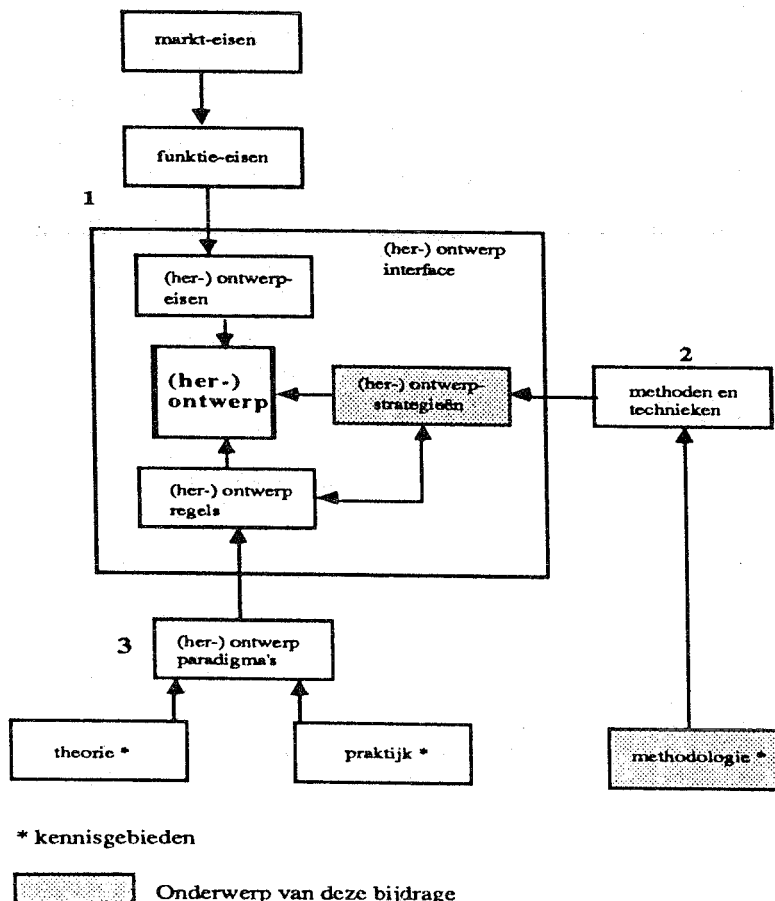 markt-eisen
funktie-eisen
1
(her-) ontwerp
interface
(her-) ontwerp-
eisen
(her-)
ontwerp
(her-) ontwerp-
strategieën
2
methoden en
technieken
(her-) ontwerp
regels
3
(her-) ontwerp
paradigma's
theorie *
praktijk *
methodologie *
* kennisgebieden
Onderwerp van deze bijdrage